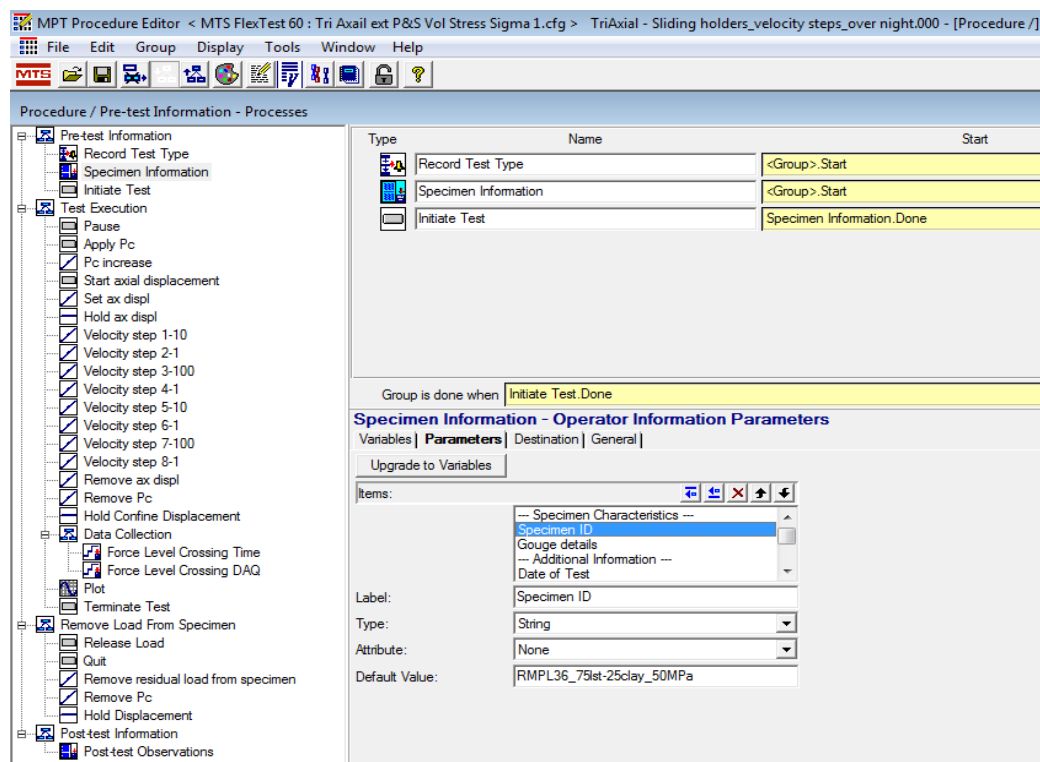 MPT Procedure Editor < MTS FlexTest 60 : Tri Axail ext P&S Vol Stress Sigma 1.cfg > TriAxial - Sliding holders_velocity steps_over night.000 - [Procedure /]
File Edit Group Display Tools Window Help
MTS
Procedure / Pre-test Information - Processes
Pre-test Information
Record Test Type
Specimen Information
Initiate Test
Test Execution
Pause
Apply Pc
Pc increase
Start axial displacement
Set ax displ
Hold ax displ
Velocity step 1-10
Velocity step 2-1
Velocity step 3-100
Velocity step 4-1
Velocity step 5-10
Velocity step 6-1
Velocity step 7-100
Velocity step 8-1
Remove ax displ
Remove Pc
Hold Confine Displacement
Data Collection
Force Level Crossing Time
Force Level Crossing DAQ
Plot
Terminate Test
Remove Load From Specimen
Release Load
Quit
Remove residual load from specimen
Remove Pc
Hold Displacement
Post-test Information
Post-test Observations
Type Name Start
Record Test Type <Group>.Start
Specimen Information <Group>.Start
Initiate Test Specimen Information.Done
Group is done when Initiate Test.Done
Specimen Information - Operator Information Parameters
Variables Parameters Destination General
Upgrade to Variables
Items:
--- Specimen Characteristics ---
Specimen ID
Gouge details
--- Additional Information ---
Date of Test
Label: Specimen ID
Type: String
Attribute: None
Default Value: RMPL36_75lst-25clay_50MPa